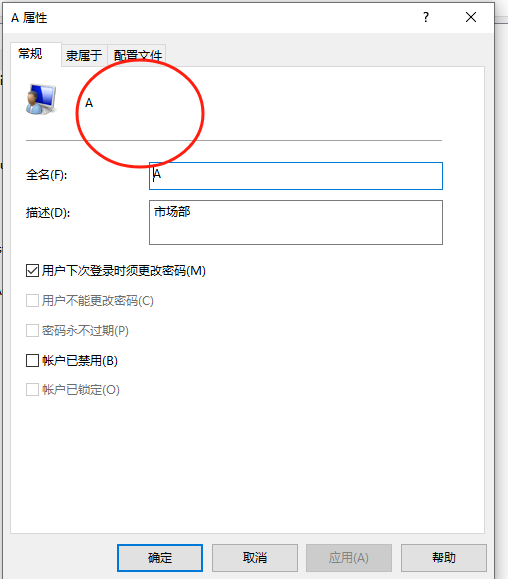 A 属性
?
常规 隶属于 配置文件
A
全名(F): A
描述(D): 市场部
用户下次登录时须更改密码(M)
用户不能更改密码(C)
密码永不过期(P)
帐户已禁用(B)
帐户已锁定(O)
确定 取消 应用(A) 帮助